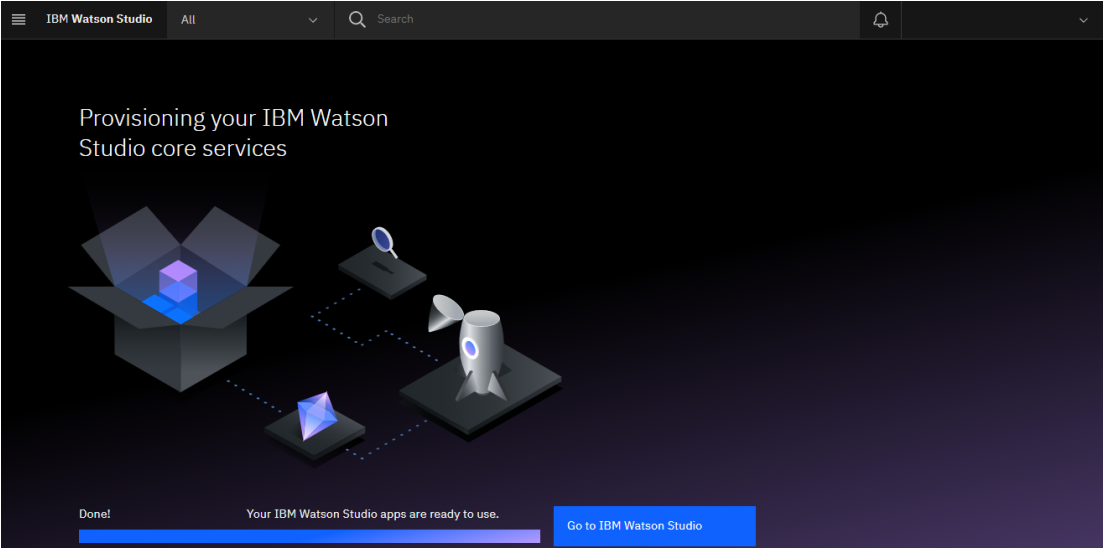 IBM Watson Studio
All
Search
Provisioning your IBM Watson
Studio core services
Done!
Your IBM Watson Studio apps are ready to use.
Go to IBM Watson Studio